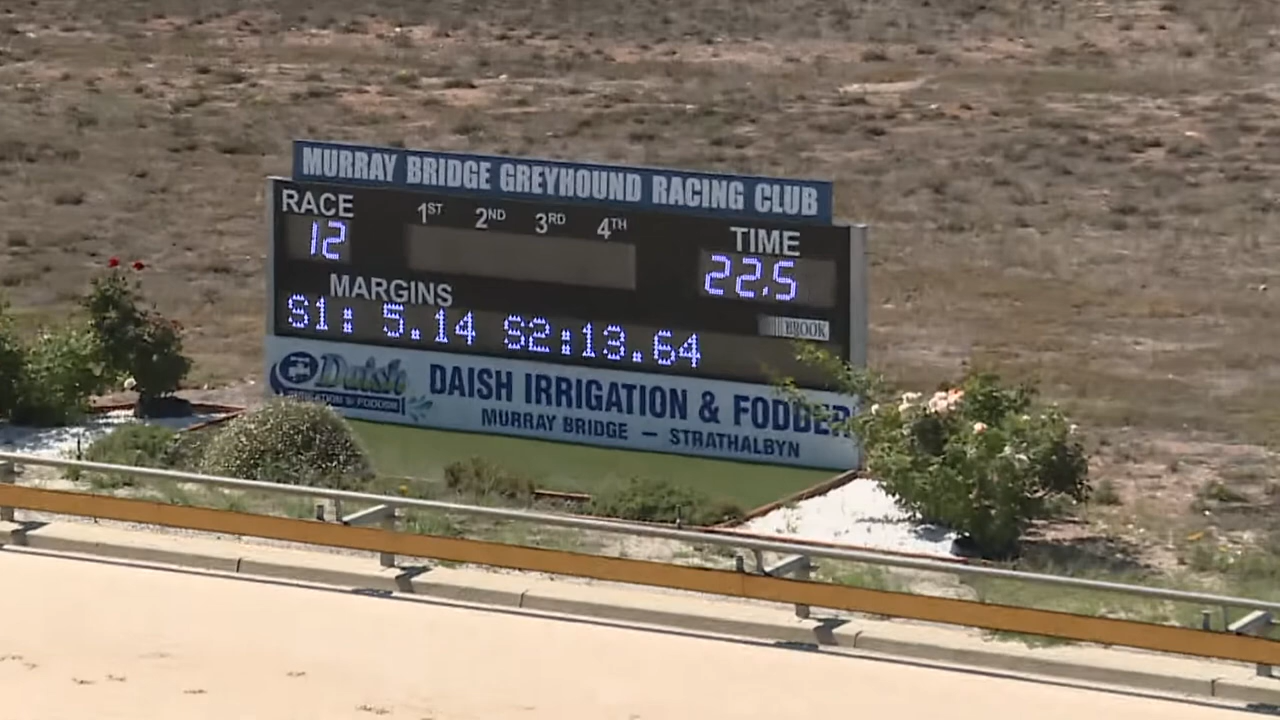 MURRAY BRIDGE GREYHOUND RACING CLUB
RACE 1ST 2ND 3RD 4TH TIME
12 22.5
MARGINS
BROOK
S1: 5.14 S2:13.64
Daish
DAISH IRRIGATION & FODDER
MURRAY BRIDGE — STRATHALBYN